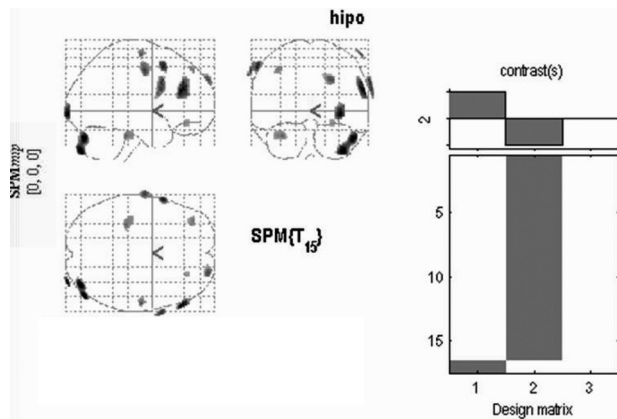 hipo
contrast(s)
2
SPMmip
[0, 0, 0]
<
<
<
SPM{T15}
5
10
15
1 2 3
Design matrix